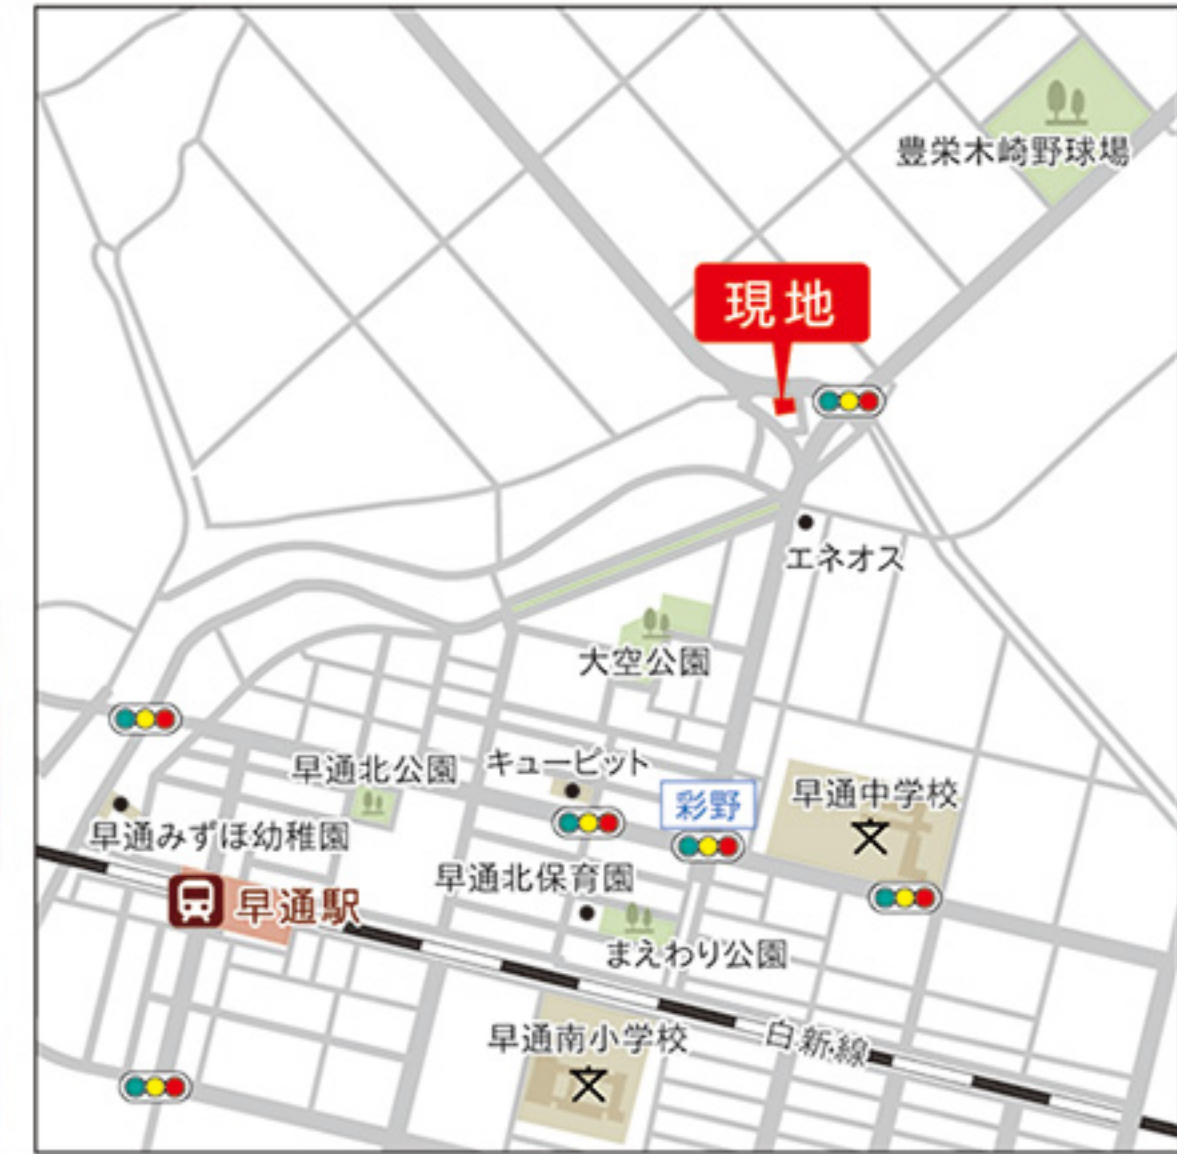 豊栄木崎野球場
現地
エネオス
大空公園
早通北公園
キューピット
彩野
早通中学校
早通みずほ幼稚園
早通北保育園
早通駅
まえわり公園
早通南小学校
白新線